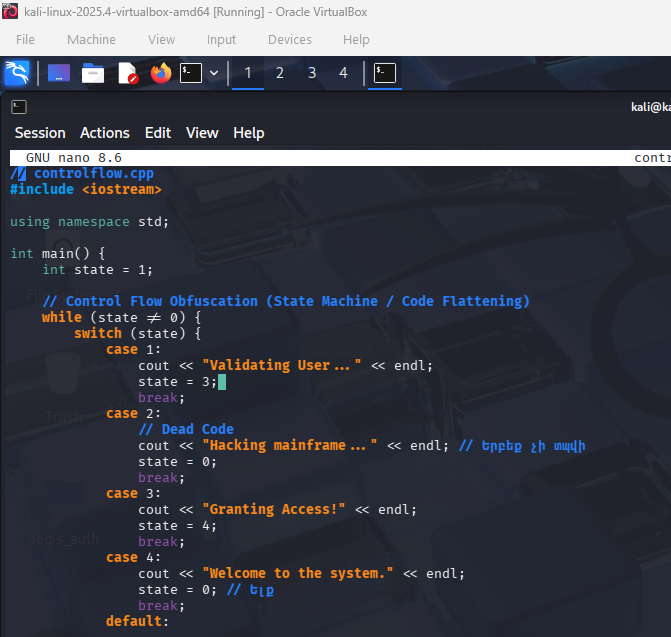 kali-linux-2025.4-virtualbox-amd64 [Running] - Oracle VirtualBox
File Machine View Input Devices Help
1 2 3 4
kali@ka
Session Actions Edit View Help
GNU nano 8.6 contr
// controlflow.cpp
#include <iostream>
using namespace std;
int main() {
int state = 1;
// Control Flow Obfuscation (State Machine / Code Flattening)
while (state != 0) {
switch (state) {
case 1:
cout << "Validating User..." << endl;
state = 3;
break;
case 2:
// Dead Code
cout << "Hacking mainframe..." << endl; // Երբեք չի տպվի
state = 0;
break;
case 3:
cout << "Granting Access!" << endl;
state = 4;
break;
case 4:
cout << "Welcome to the system." << endl;
state = 0; // Ելք
break;
default:
Trash